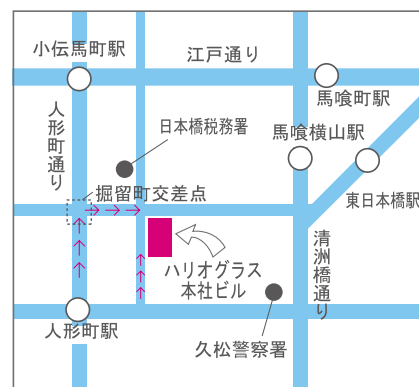 小伝馬町駅
江戸通り
馬喰町駅
人形町通り
日本橋税務署
馬喰横山駅
掘留町交差点
東日本橋駅
ハリオグラス
本社ビル
清洲橋通り
人形町駅
久松警察署